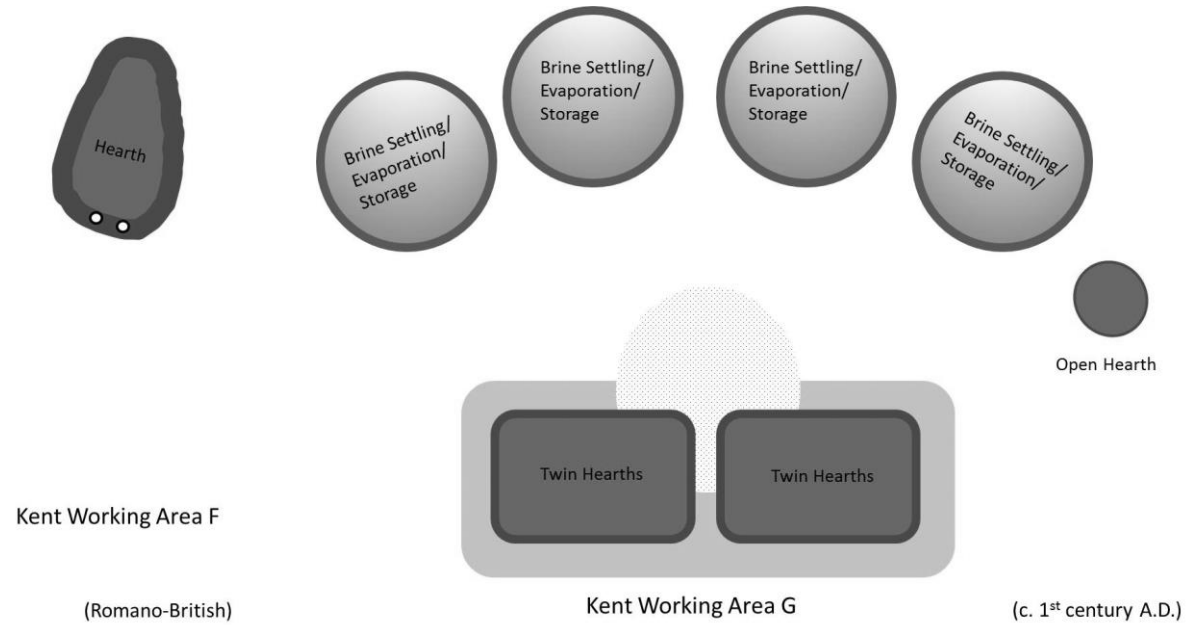 Hearth
Brine Settling/
Evaporation/
Storage
Brine Settling/
Evaporation/
Storage
Brine Settling/
Evaporation/
Storage
Brine Settling/
Evaporation/
Storage
Open Hearth
Twin Hearths
Twin Hearths
Kent Working Area F
(Romano-British)
Kent Working Area G
(c. 1st century A.D.)